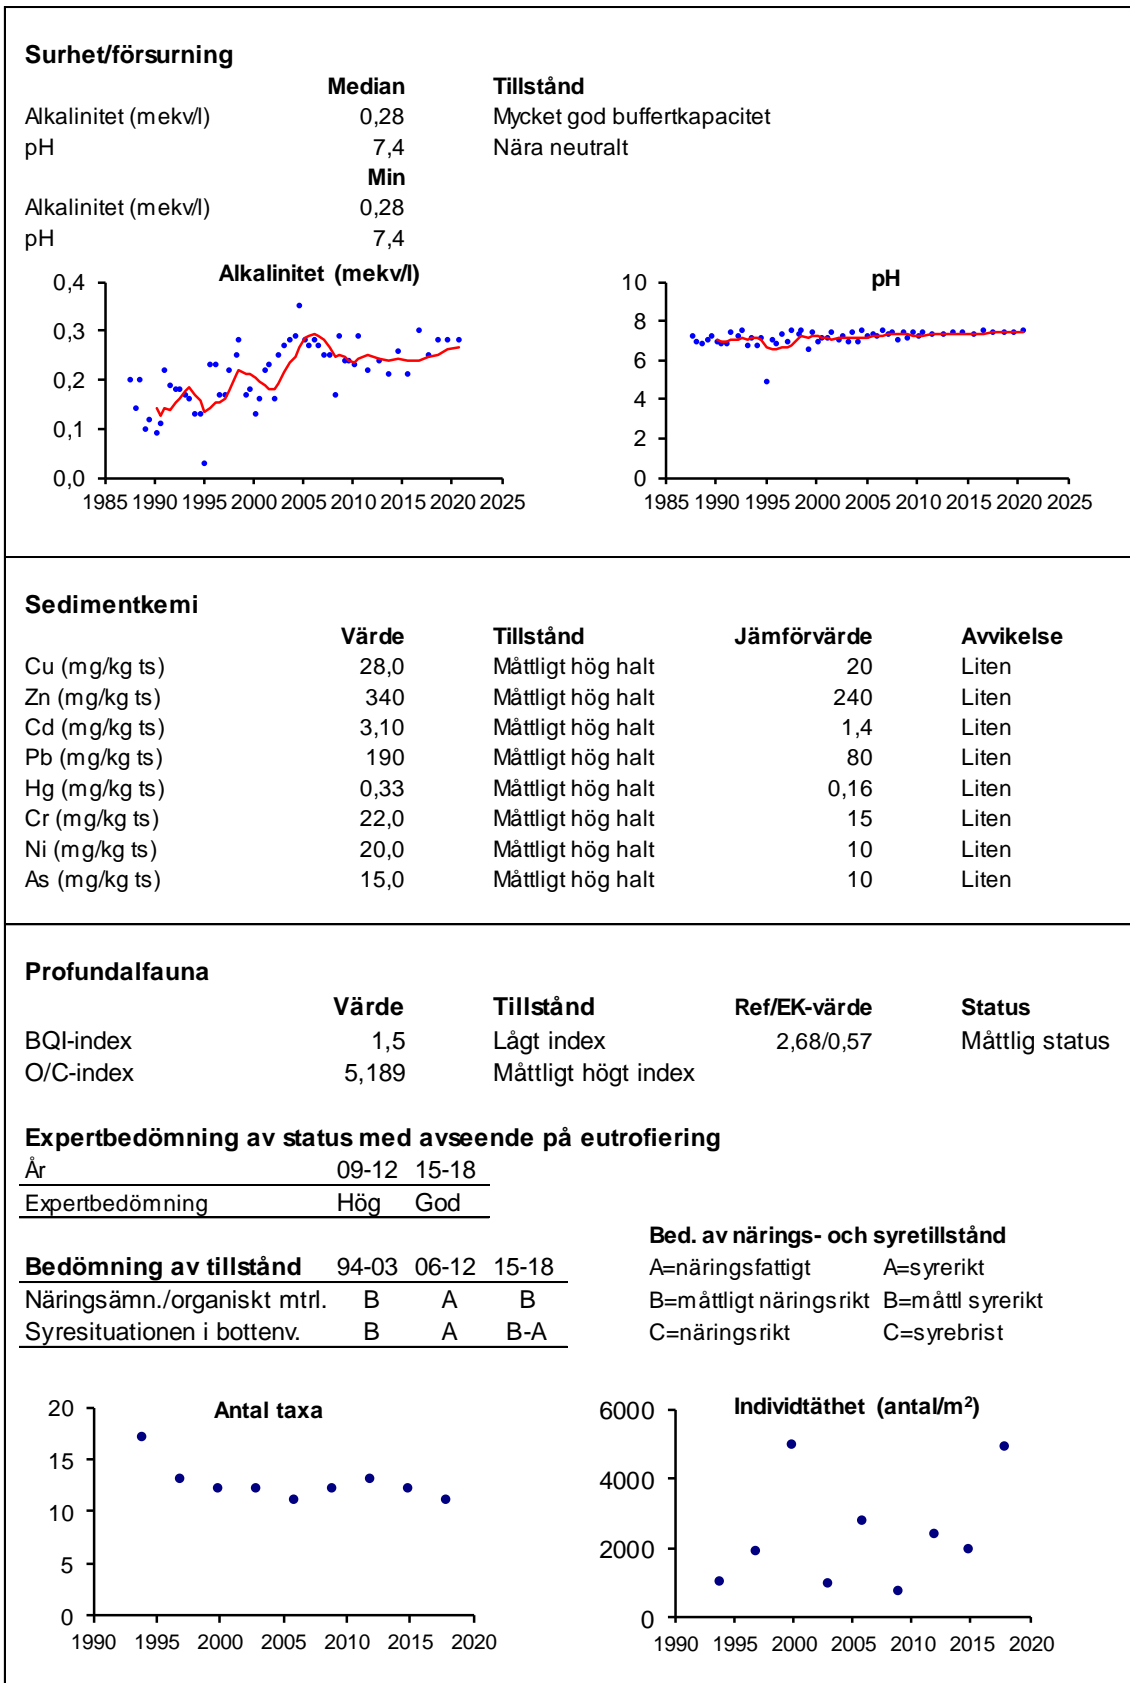 Surhet/försurning
Median Tillstånd
Alkalinitet (mekv/l) 0,28 Mycket god buffertkapacitet
pH 7,4 Nära neutralt
Min
Alkalinitet (mekv/l) 0,28
pH 7,4
Alkalinitet (mekv/l)
0,4
0,3
0,2
0,1
0,0
1985 1990 1995 2000 2005 2010 2015 2020 2025
pH
10
8
6
4
2
0
1985 1990 1995 2000 2005 2010 2015 2020 2025
Sedimentkemi
Värde Tillstånd Jämförvärde Avvikelse
Cu (mg/kg ts) 28,0 Måttligt hög halt 20 Liten
Zn (mg/kg ts) 340 Måttligt hög halt 240 Liten
Cd (mg/kg ts) 3,10 Måttligt hög halt 1,4 Liten
Pb (mg/kg ts) 190 Måttligt hög halt 80 Liten
Hg (mg/kg ts) 0,33 Måttligt hög halt 0,16 Liten
Cr (mg/kg ts) 22,0 Måttligt hög halt 15 Liten
Ni (mg/kg ts) 20,0 Måttligt hög halt 10 Liten
As (mg/kg ts) 15,0 Måttligt hög halt 10 Liten
Profundalfauna
Värde Tillstånd Ref/EK-värde Status
BQI-index 1,5 Lågt index 2,68/0,57 Måttlig status
O/C-index 5,189 Måttligt högt index
Expertbedömning av status med avseende på eutrofiering
År 09-12 15-18
Expertbedömning Hög God
Bedömning av tillstånd 94-03 06-12 15-18
Näringsämn./organiskt mtrl. B A B
Syresituationen i bottenv. B A B-A
Bed. av närings- och syretillstånd
A=näringsfattigt A=syrerikt
B=måttligt näringsrikt B=måttl syrerikt
C=näringsrikt C=syrebrist
Antal taxa
20
15
10
5
0
1990 1995 2000 2005 2010 2015 2020
Individtäthet (antal/m²)
6000
4000
2000
0
1990 1995 2000 2005 2010 2015 2020